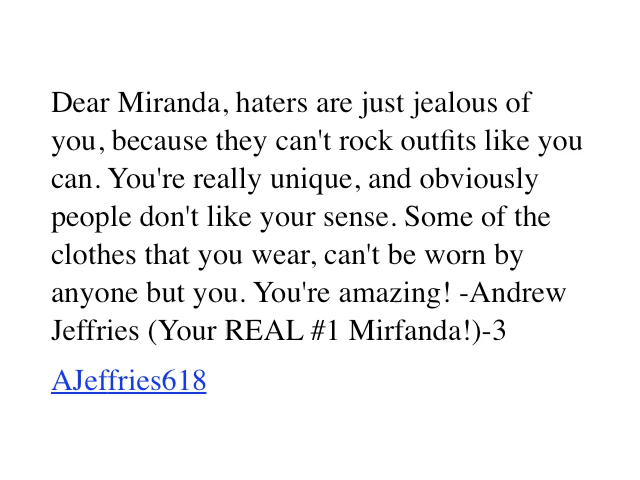 Dear Miranda, haters are just jealous of
you, because they can't rock outfits like you
can. You're really unique, and obviously
people don't like your sense. Some of the
clothes that you wear, can't be worn by
anyone but you. You're amazing! -Andrew
Jeffries (Your REAL #1 Mirfanda!)-3
AJeffries618